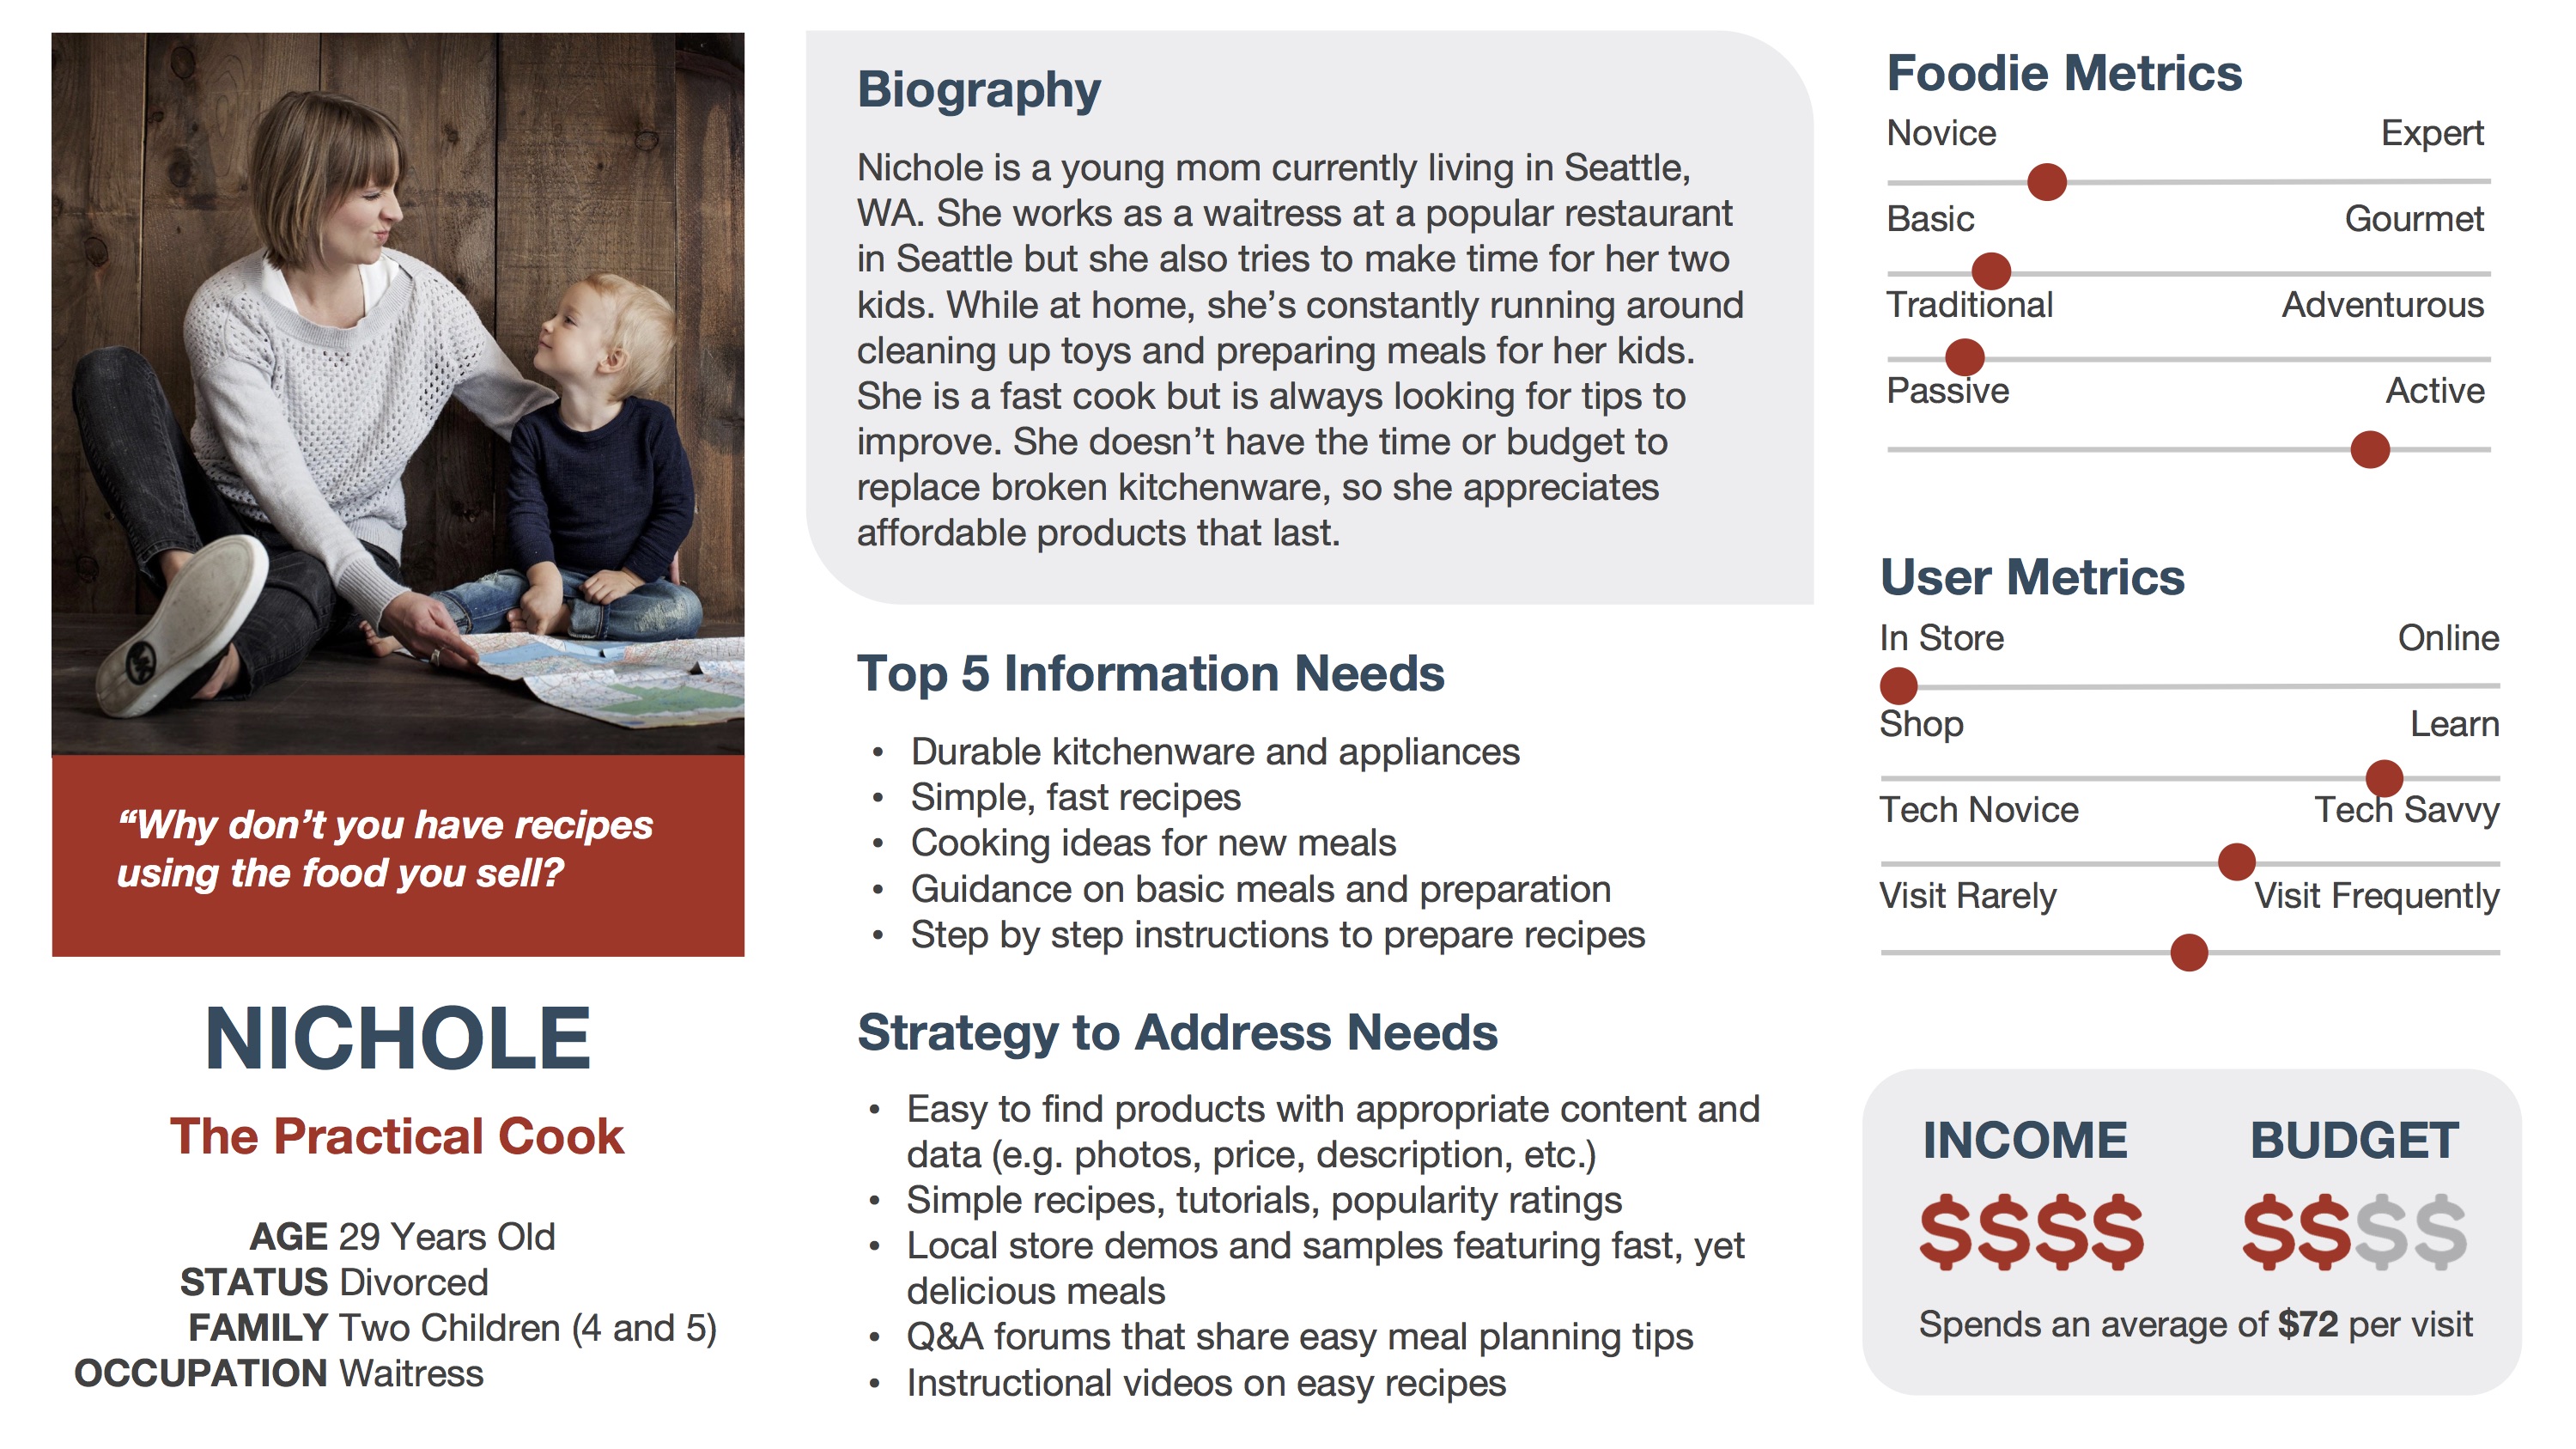 “Why don’t you have recipes
using the food you sell?
NICHOLE
The Practical Cook
AGE 29 Years Old
STATUS Divorced
FAMILY Two Children (4 and 5)
OCCUPATION Waitress
Biography
Nichole is a young mom currently living in Seattle,
WA. She works as a waitress at a popular restaurant
in Seattle but she also tries to make time for her two
kids. While at home, she’s constantly running around
cleaning up toys and preparing meals for her kids.
She is a fast cook but is always looking for tips to
improve. She doesn’t have the time or budget to
replace broken kitchenware, so she appreciates
affordable products that last.
Top 5 Information Needs
• Durable kitchenware and appliances
• Simple, fast recipes
• Cooking ideas for new meals
• Guidance on basic meals and preparation
• Step by step instructions to prepare recipes
Strategy to Address Needs
• Easy to find products with appropriate content and
data (e.g. photos, price, description, etc.)
• Simple recipes, tutorials, popularity ratings
• Local store demos and samples featuring fast, yet
delicious meals
• Q&A forums that share easy meal planning tips
• Instructional videos on easy recipes
Foodie Metrics
Novice Expert
Basic Gourmet
Traditional Adventurous
Passive Active
User Metrics
In Store Online
Shop Learn
Tech Novice Tech Savvy
Visit Rarely Visit Frequently
INCOME BUDGET
$$$$ $$$$
Spends an average of $72 per visit